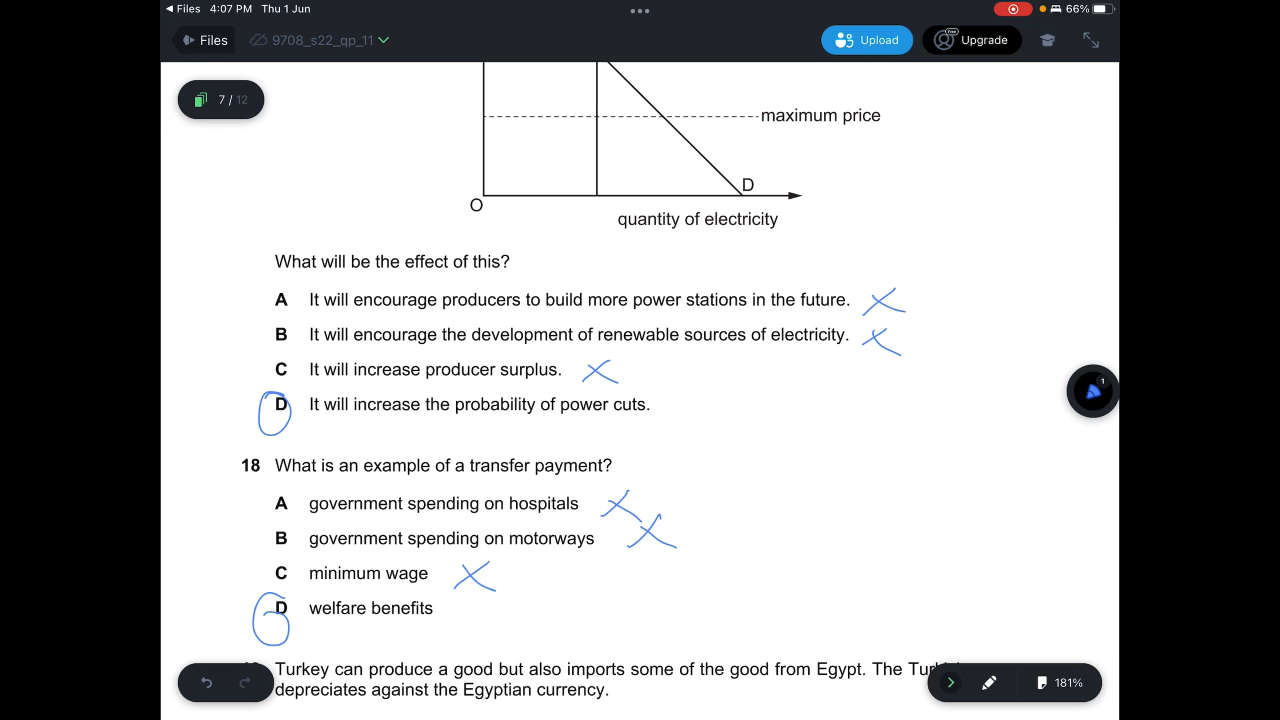 Files 4:07 PM Thu 1 Jun 66%
Files 9708_s22_qp_11 Upload Free Upgrade
7 / 12
maximum price
D
O
quantity of electricity
What will be the effect of this?
A It will encourage producers to build more power stations in the future.
B It will encourage the development of renewable sources of electricity.
C It will increase producer surplus.
D It will increase the probability of power cuts.
1
18 What is an example of a transfer payment?
A government spending on hospitals
B government spending on motorways
C minimum wage
D welfare benefits
Turkey can produce a good but also imports some of the good from Egypt. The
depreciates against the Egyptian currency.
181%